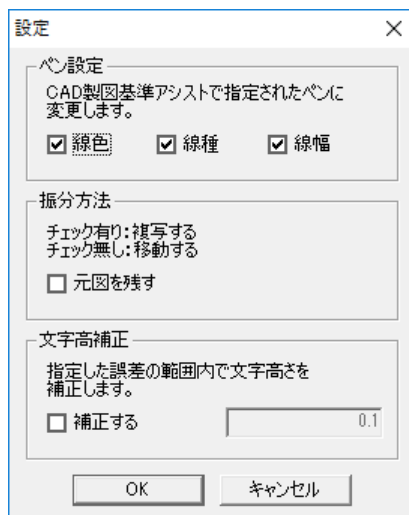 設定
ペン設定
CAD製図基準アシストで指定されたペンに
変更します。
線色 線種 線幅
振分方法
チェック有り:複写する
チェック無し:移動する
元図を残す
文字高補正
指定した誤差の範囲内で文字高さを
補正します。
補正する 0.1
OK キャンセル